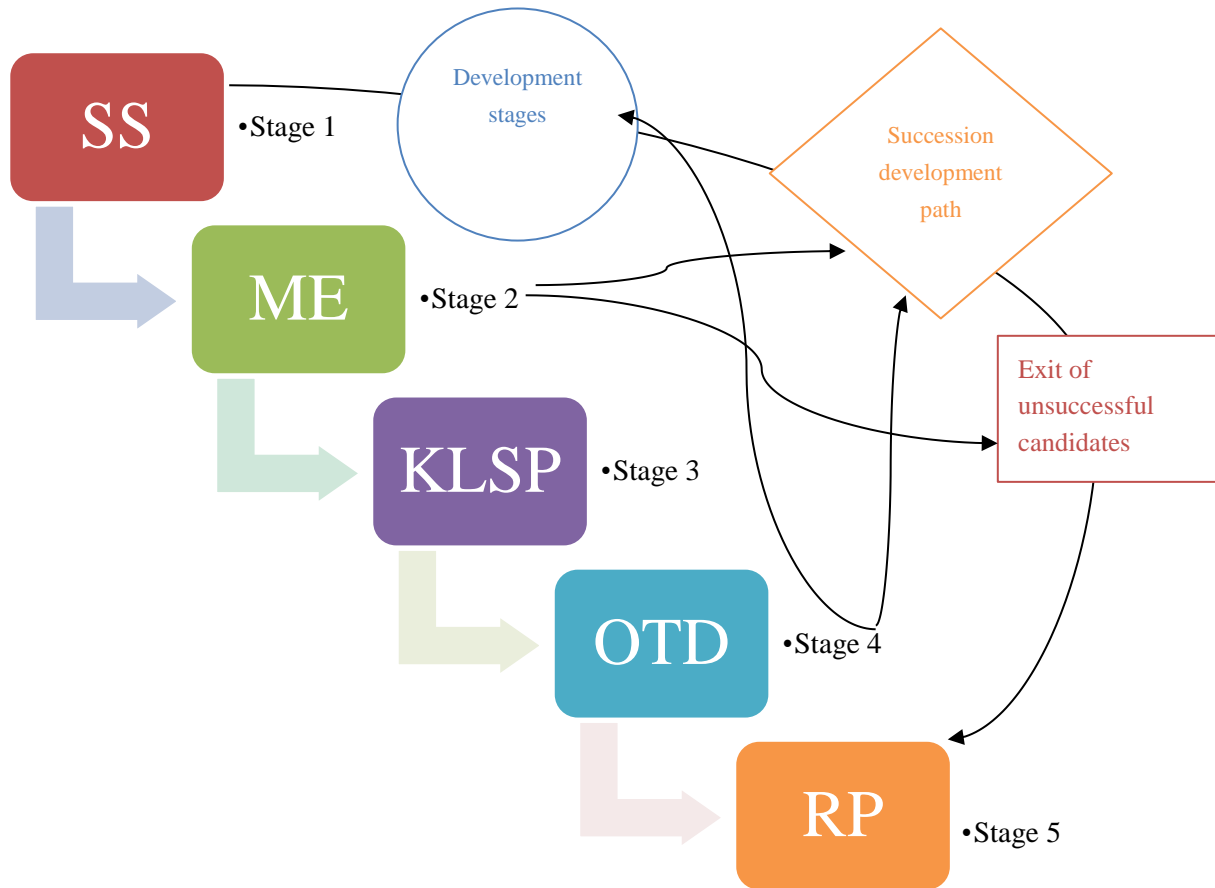 SS
•Stage 1
Development
stages
Succession
development
path
ME
•Stage 2
Exit of
unsuccessful
candidates
KLSP
•Stage 3
OTD
•Stage 4
RP
•Stage 5